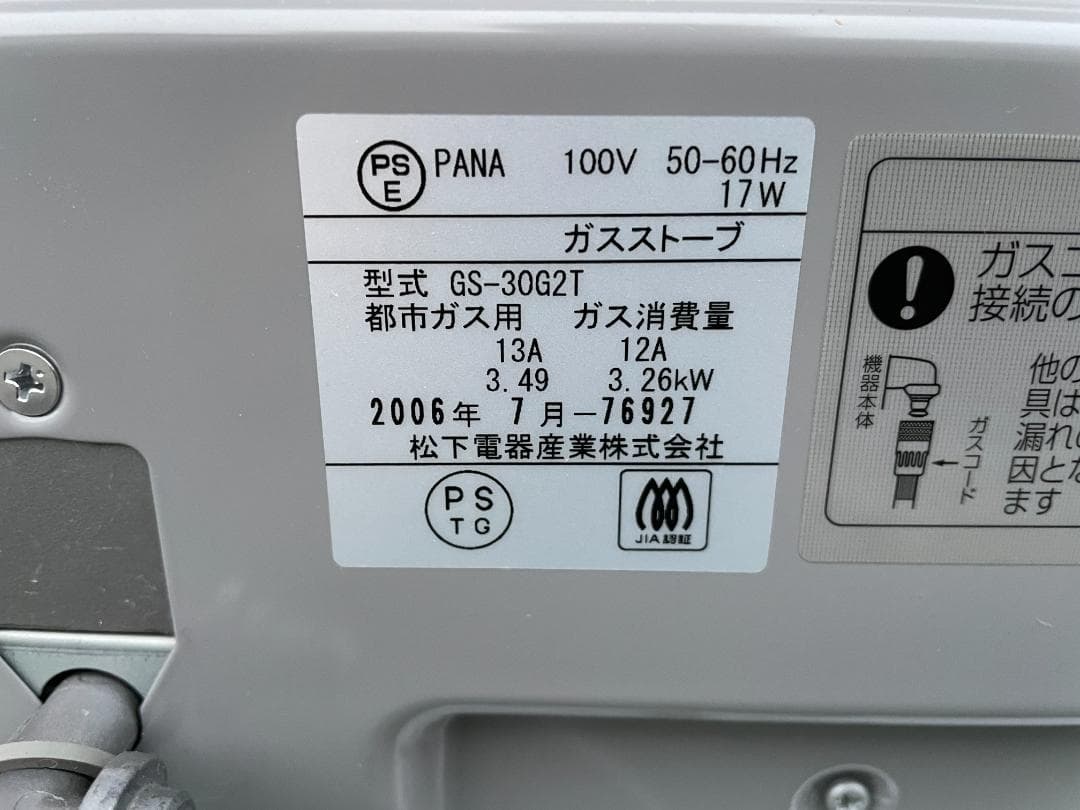 PS E PANA 100V 50-60Hz
17W
ガスストーブ
型式 GS-30G2T
都市ガス用 ガス消費量
13A 12A
3.49 3.26kW
2006年 7月-76927
松下電器産業株式会社
PS TG JIA認証
ガスコ
接続の
機器本体
ガスコード
他の
具は
漏れの
因とな
ます